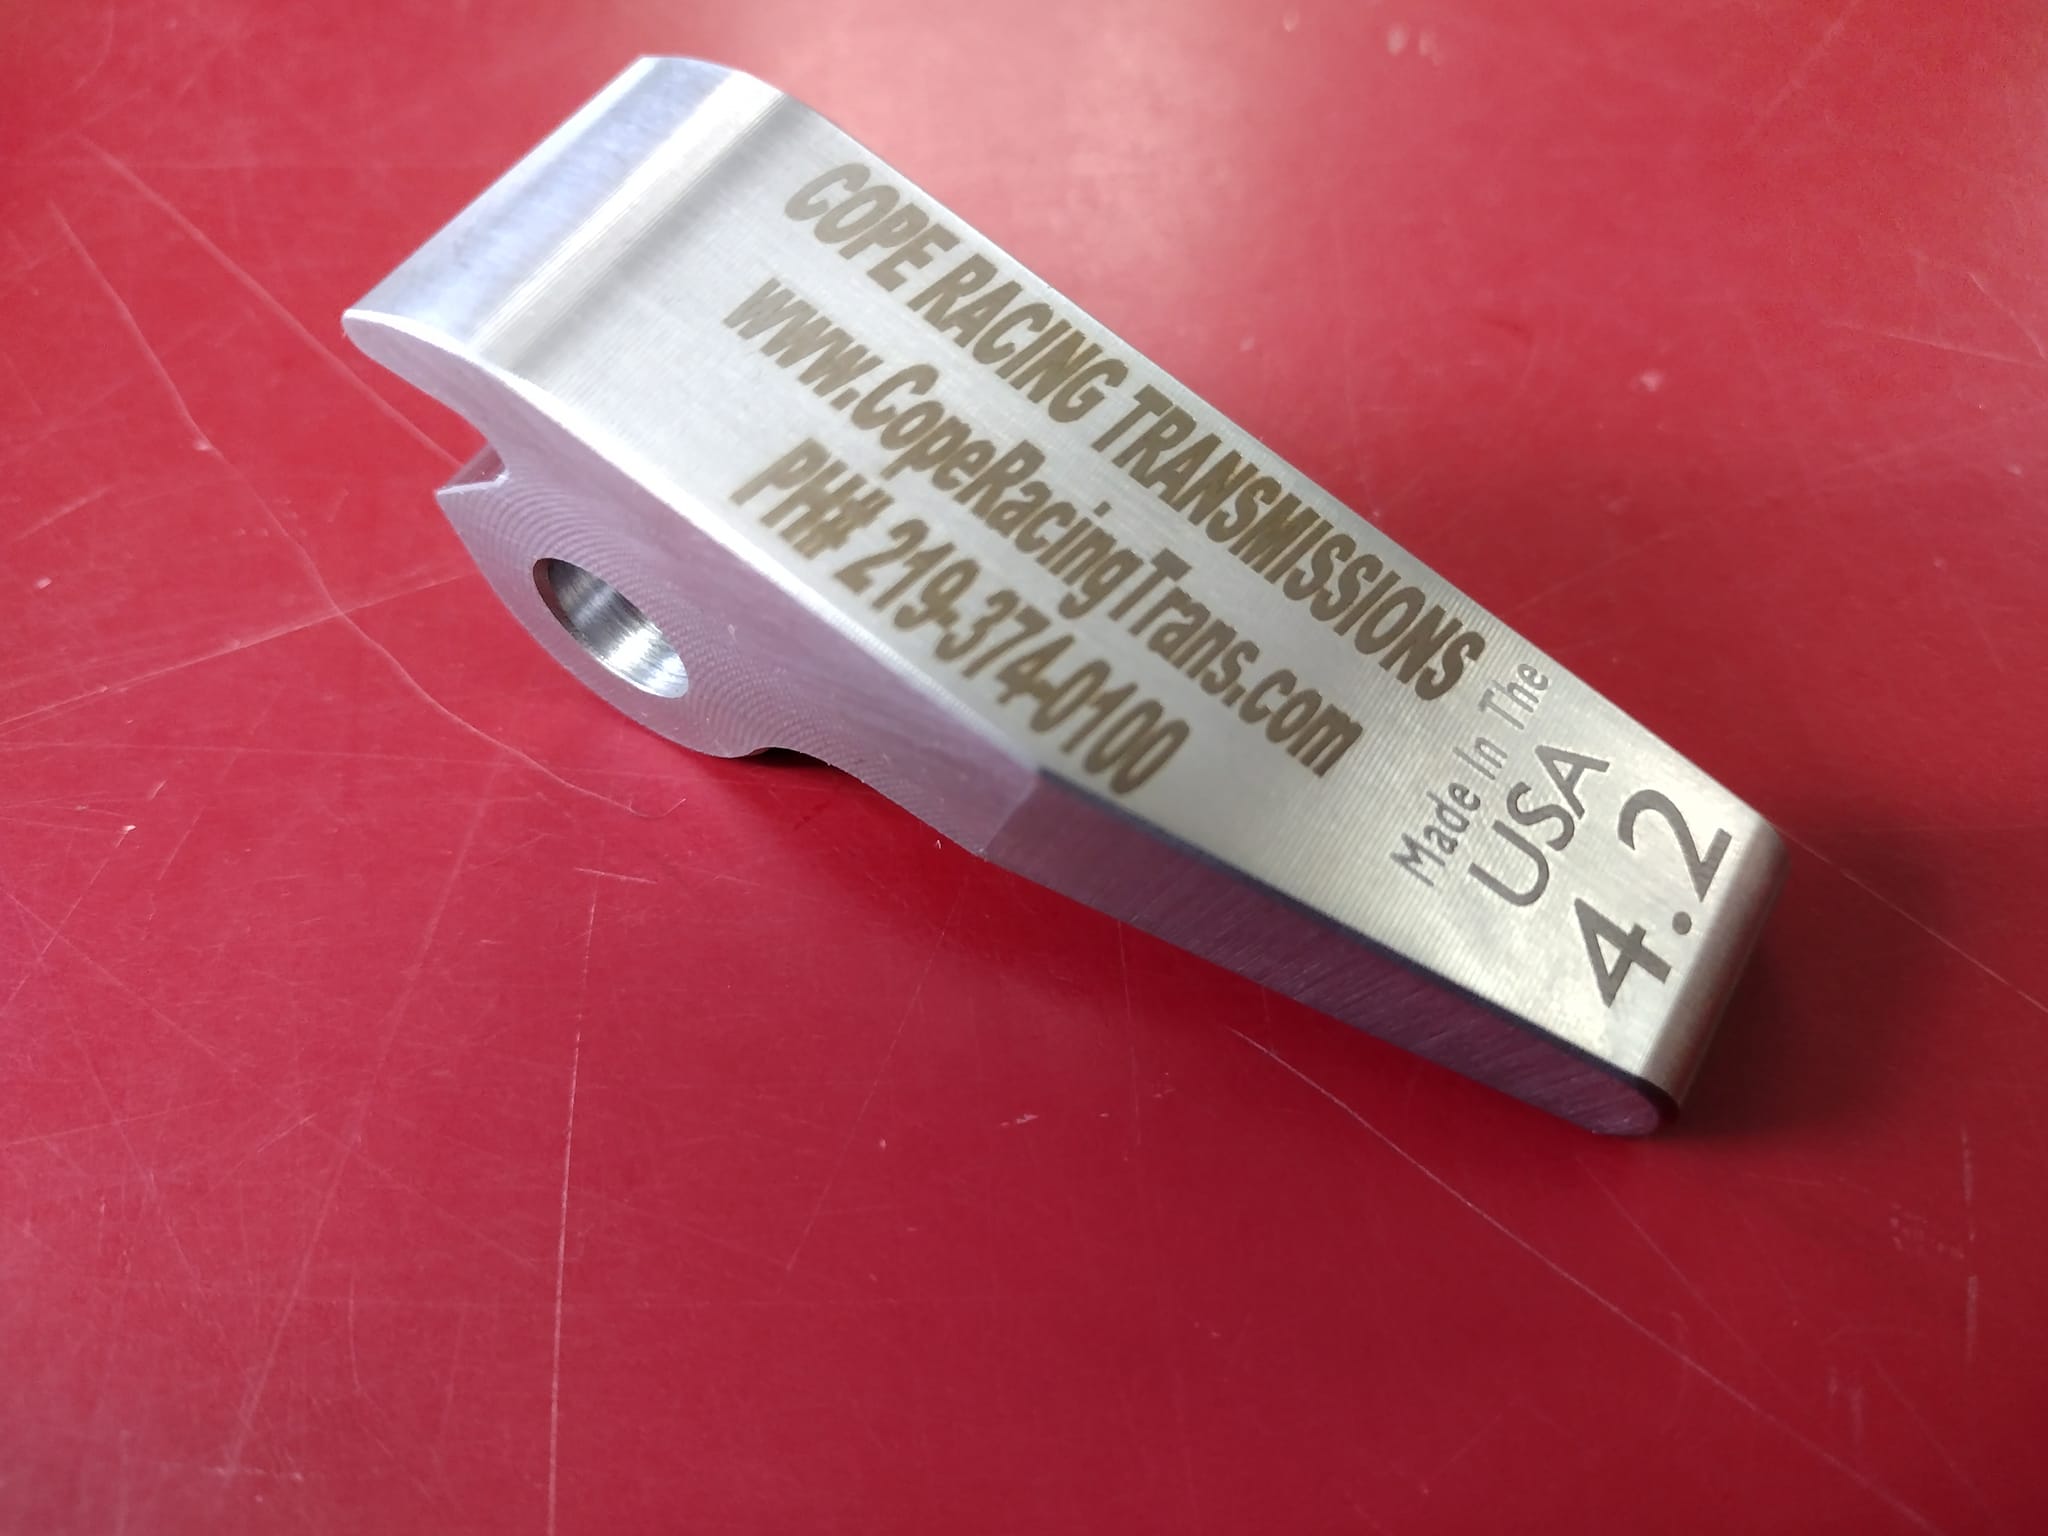 COPE RACING TRANSMISSIONS
www.CopeRacingTrans.com
PH# 219-374-0100
Made In The
USA
4.2